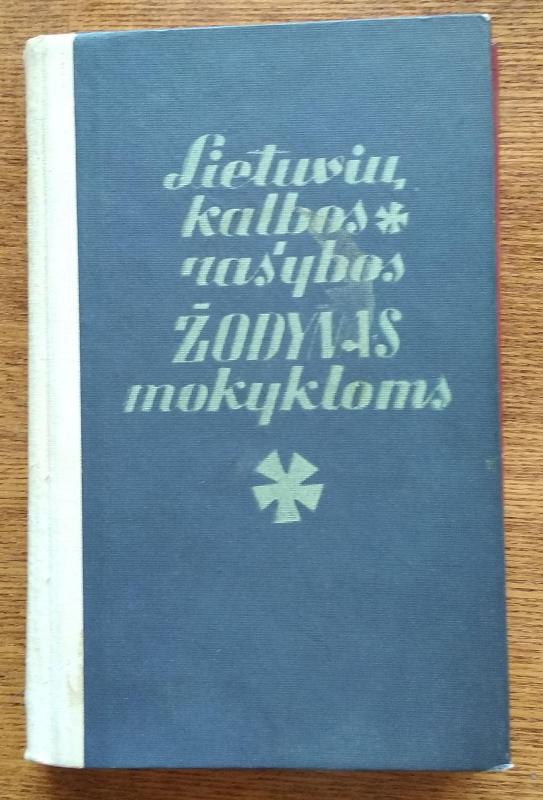 Lietuvių
kalbos
rašybos
ŽODYNAS
mokykloms